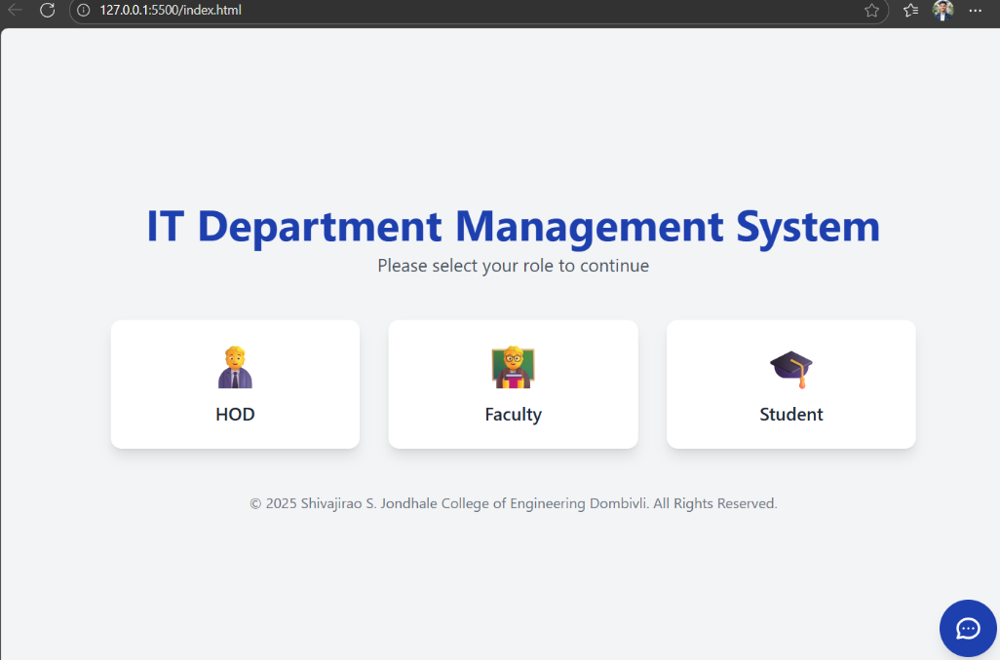 127.0.0.1:5500/index.html
IT Department Management System
Please select your role to continue
HOD
Faculty
Student
© 2025 Shivajirao S. Jondhale College of Engineering Dombivli. All Rights Reserved.